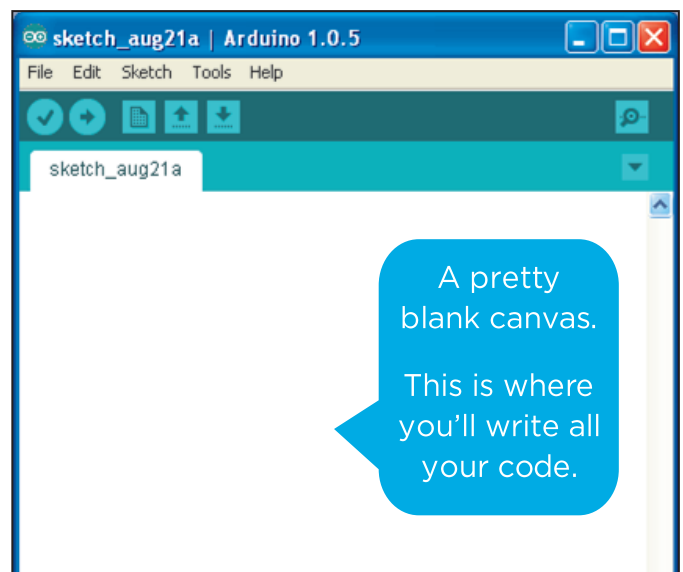 sketch_aug21a | Arduino 1.0.5
File Edit Sketch Tools Help
sketch_aug21a
A pretty
blank canvas.
This is where
you’ll write all
your code.